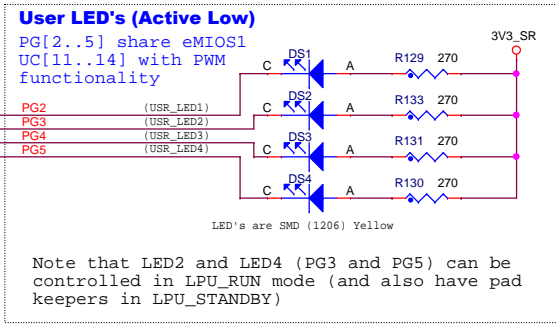 User LED's (Active Low)
PG[2..5] share eMIOS1
UC[11..14] with PWM
functionality
3V3_SR
DS1
C
A
R129 270
DS2
C
A
R133 270
DS3
C
A
R131 270
DS4
C
A
R130 270
PG2 (USR_LED1)
PG3 (USR_LED2)
PG4 (USR_LED3)
PG5 (USR_LED4)
LED's are SMD (1206) Yellow
Note that LED2 and LED4 (PG3 and PG5) can be
controlled in LPU_RUN mode (and also have pad
keepers in LPU_STANDBY)